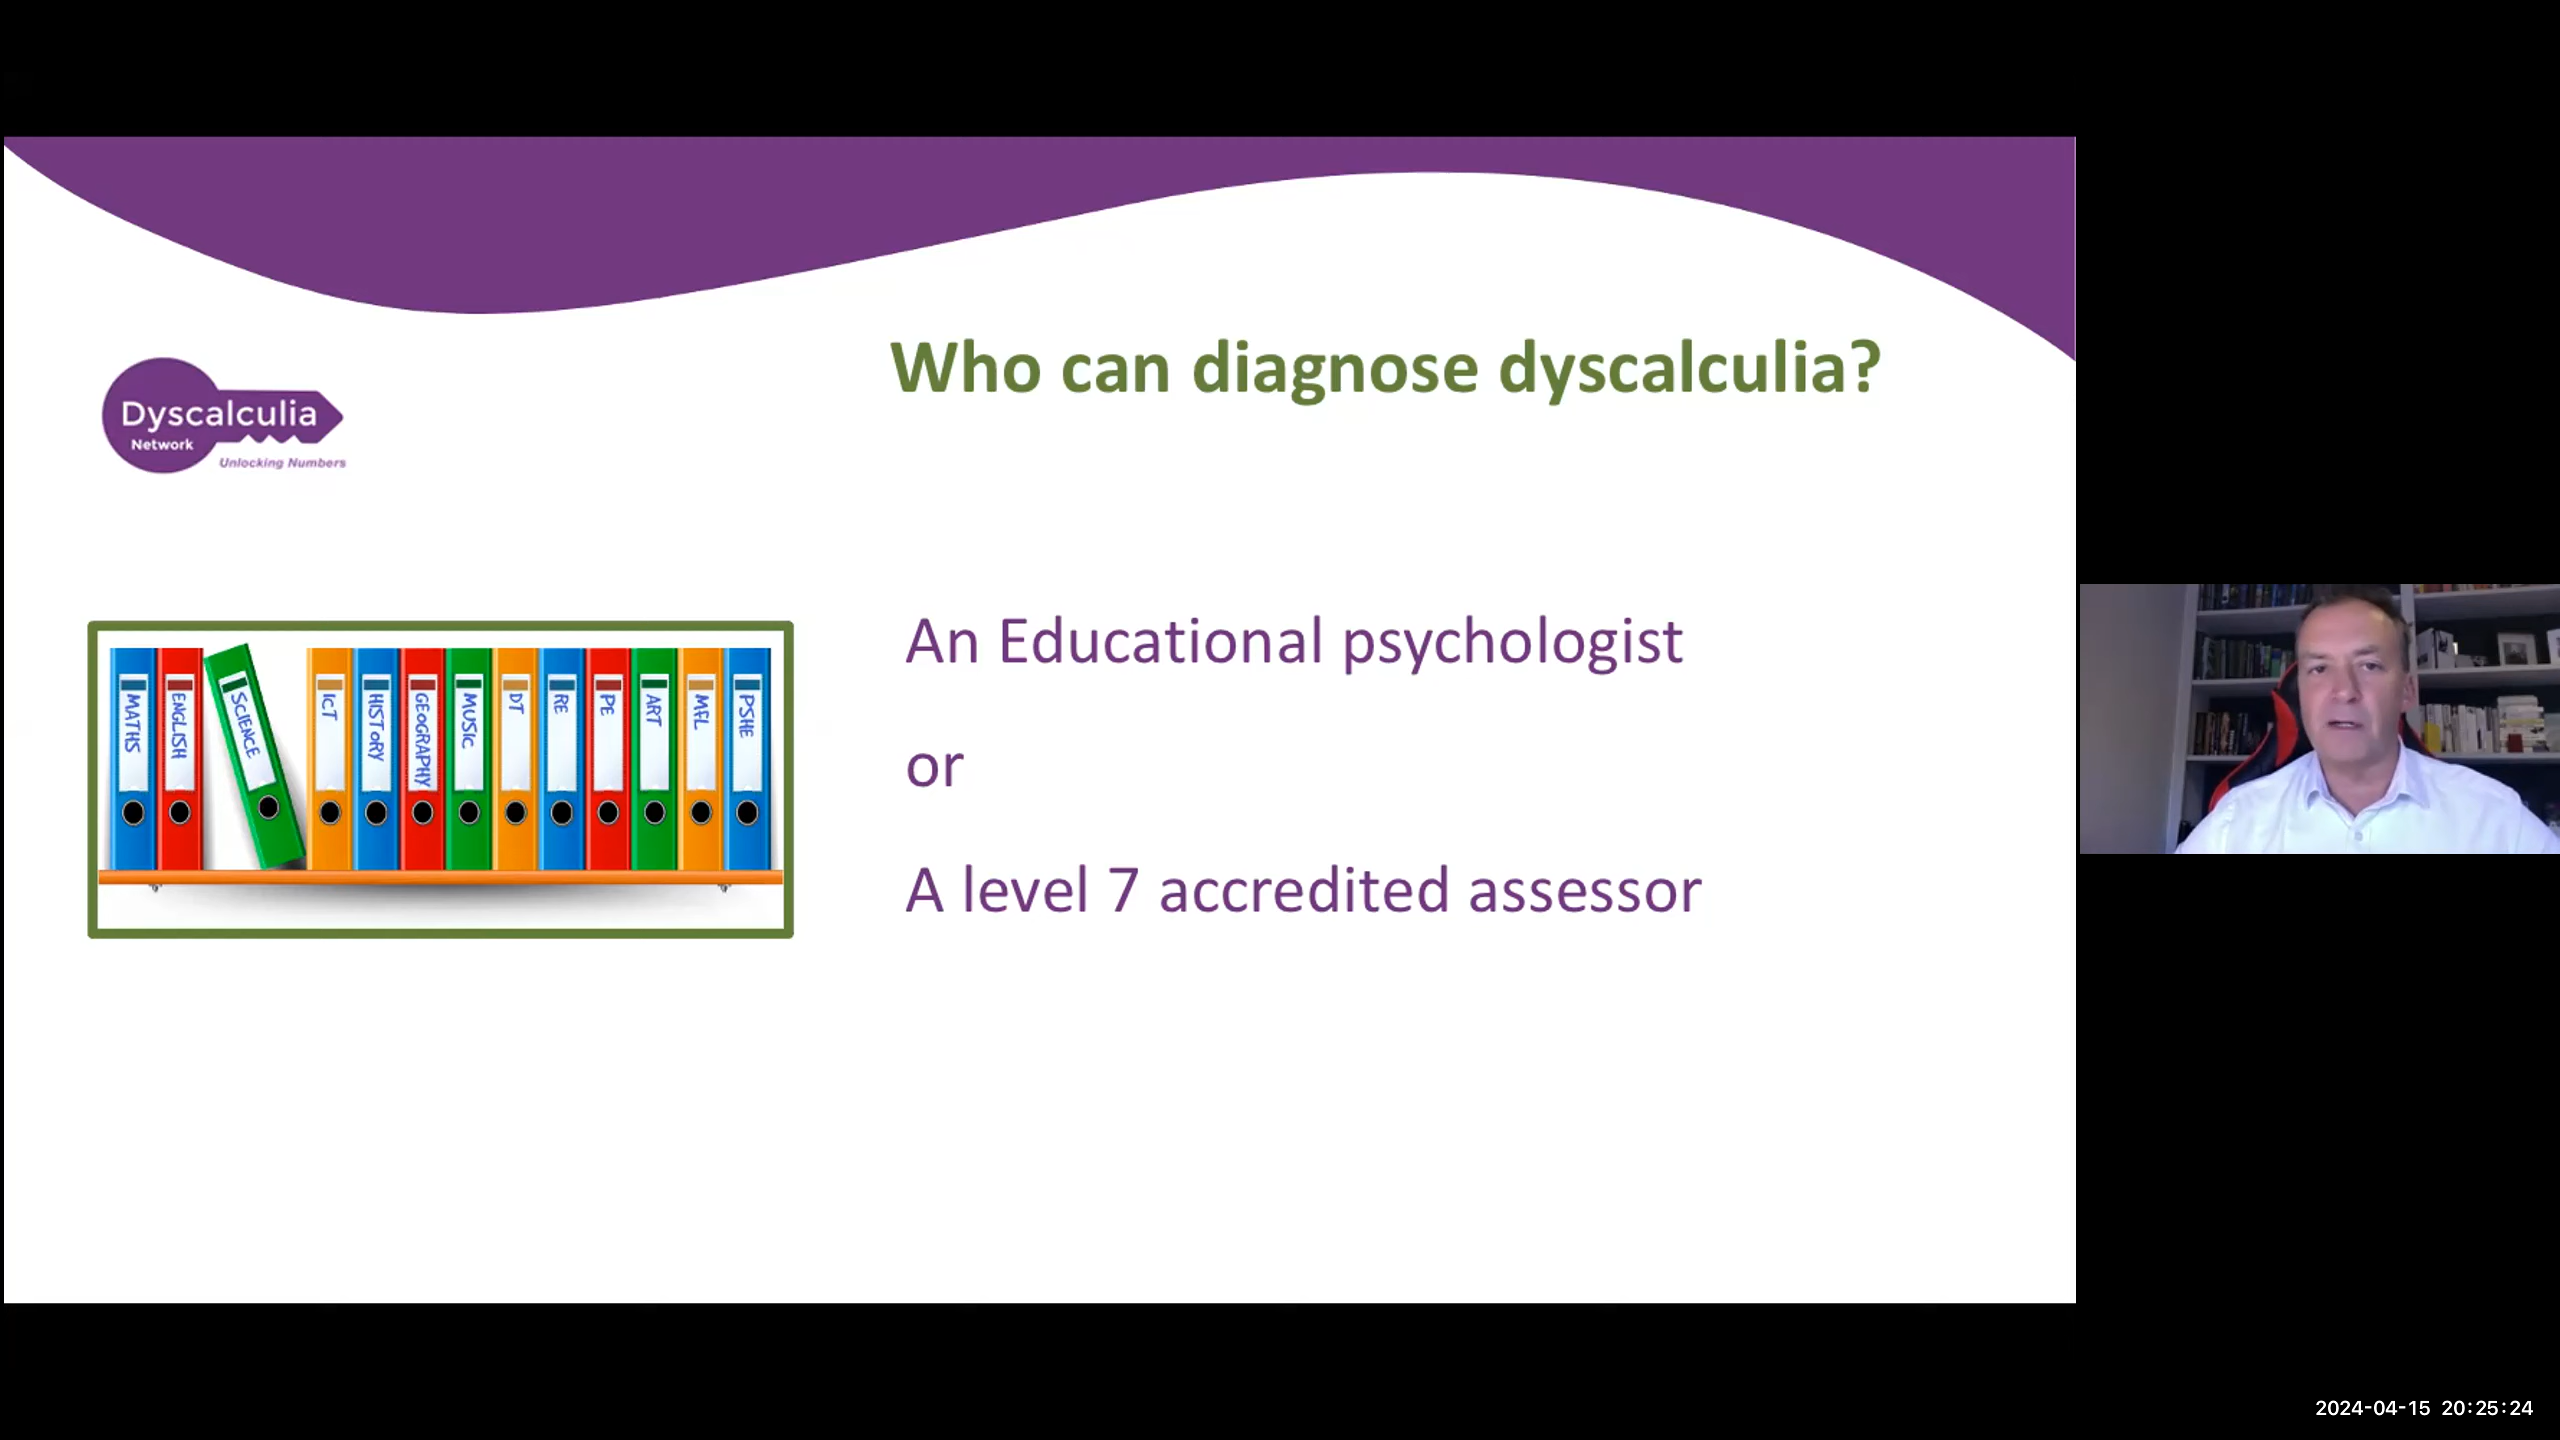 Who can diagnose dyscalculia?
Dyscalculia
Network
Unlocking Numbers
An Educational psychologist
or
A level 7 accredited assessor
MATHS
ENGLISH
SCIENCE
IcT
HISToRY
GEoGRAPHY
MUSIc
DT
RE
PE
ART
MFL
PSHE
2024-04-15 20:25:24